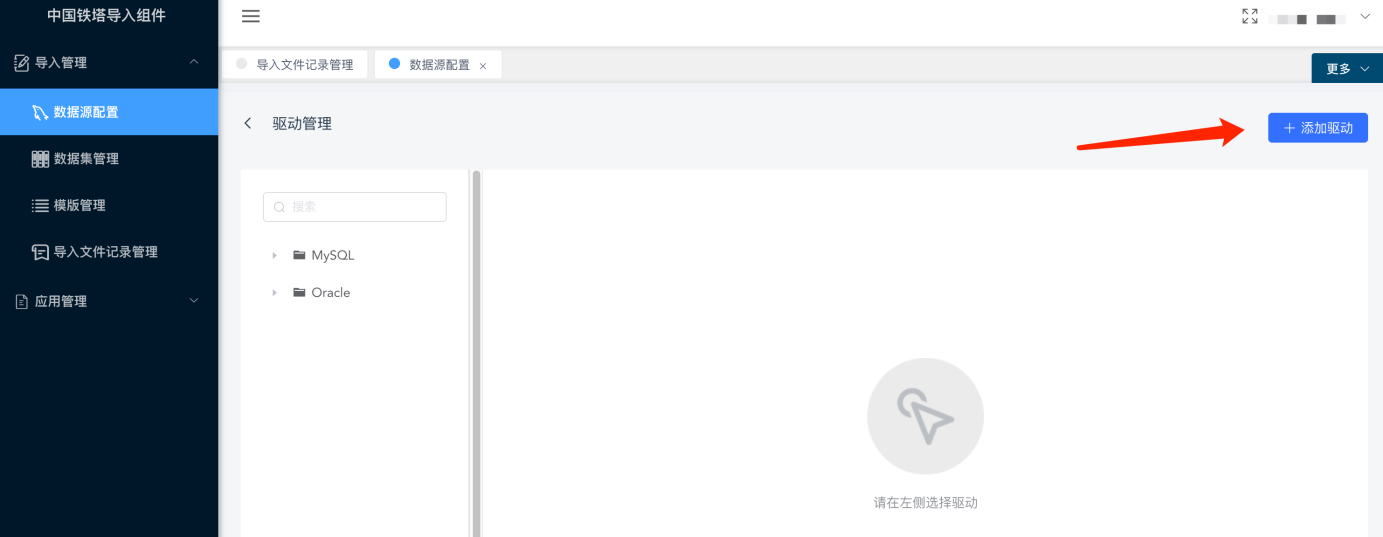 中国铁塔导入组件
导入管理
数据源配置
数据集管理
模版管理
导入文件记录管理
应用管理
导入文件记录管理
数据源配置
更多
驱动管理
添加驱动
搜索
MySQL
Oracle
请在左侧选择驱动